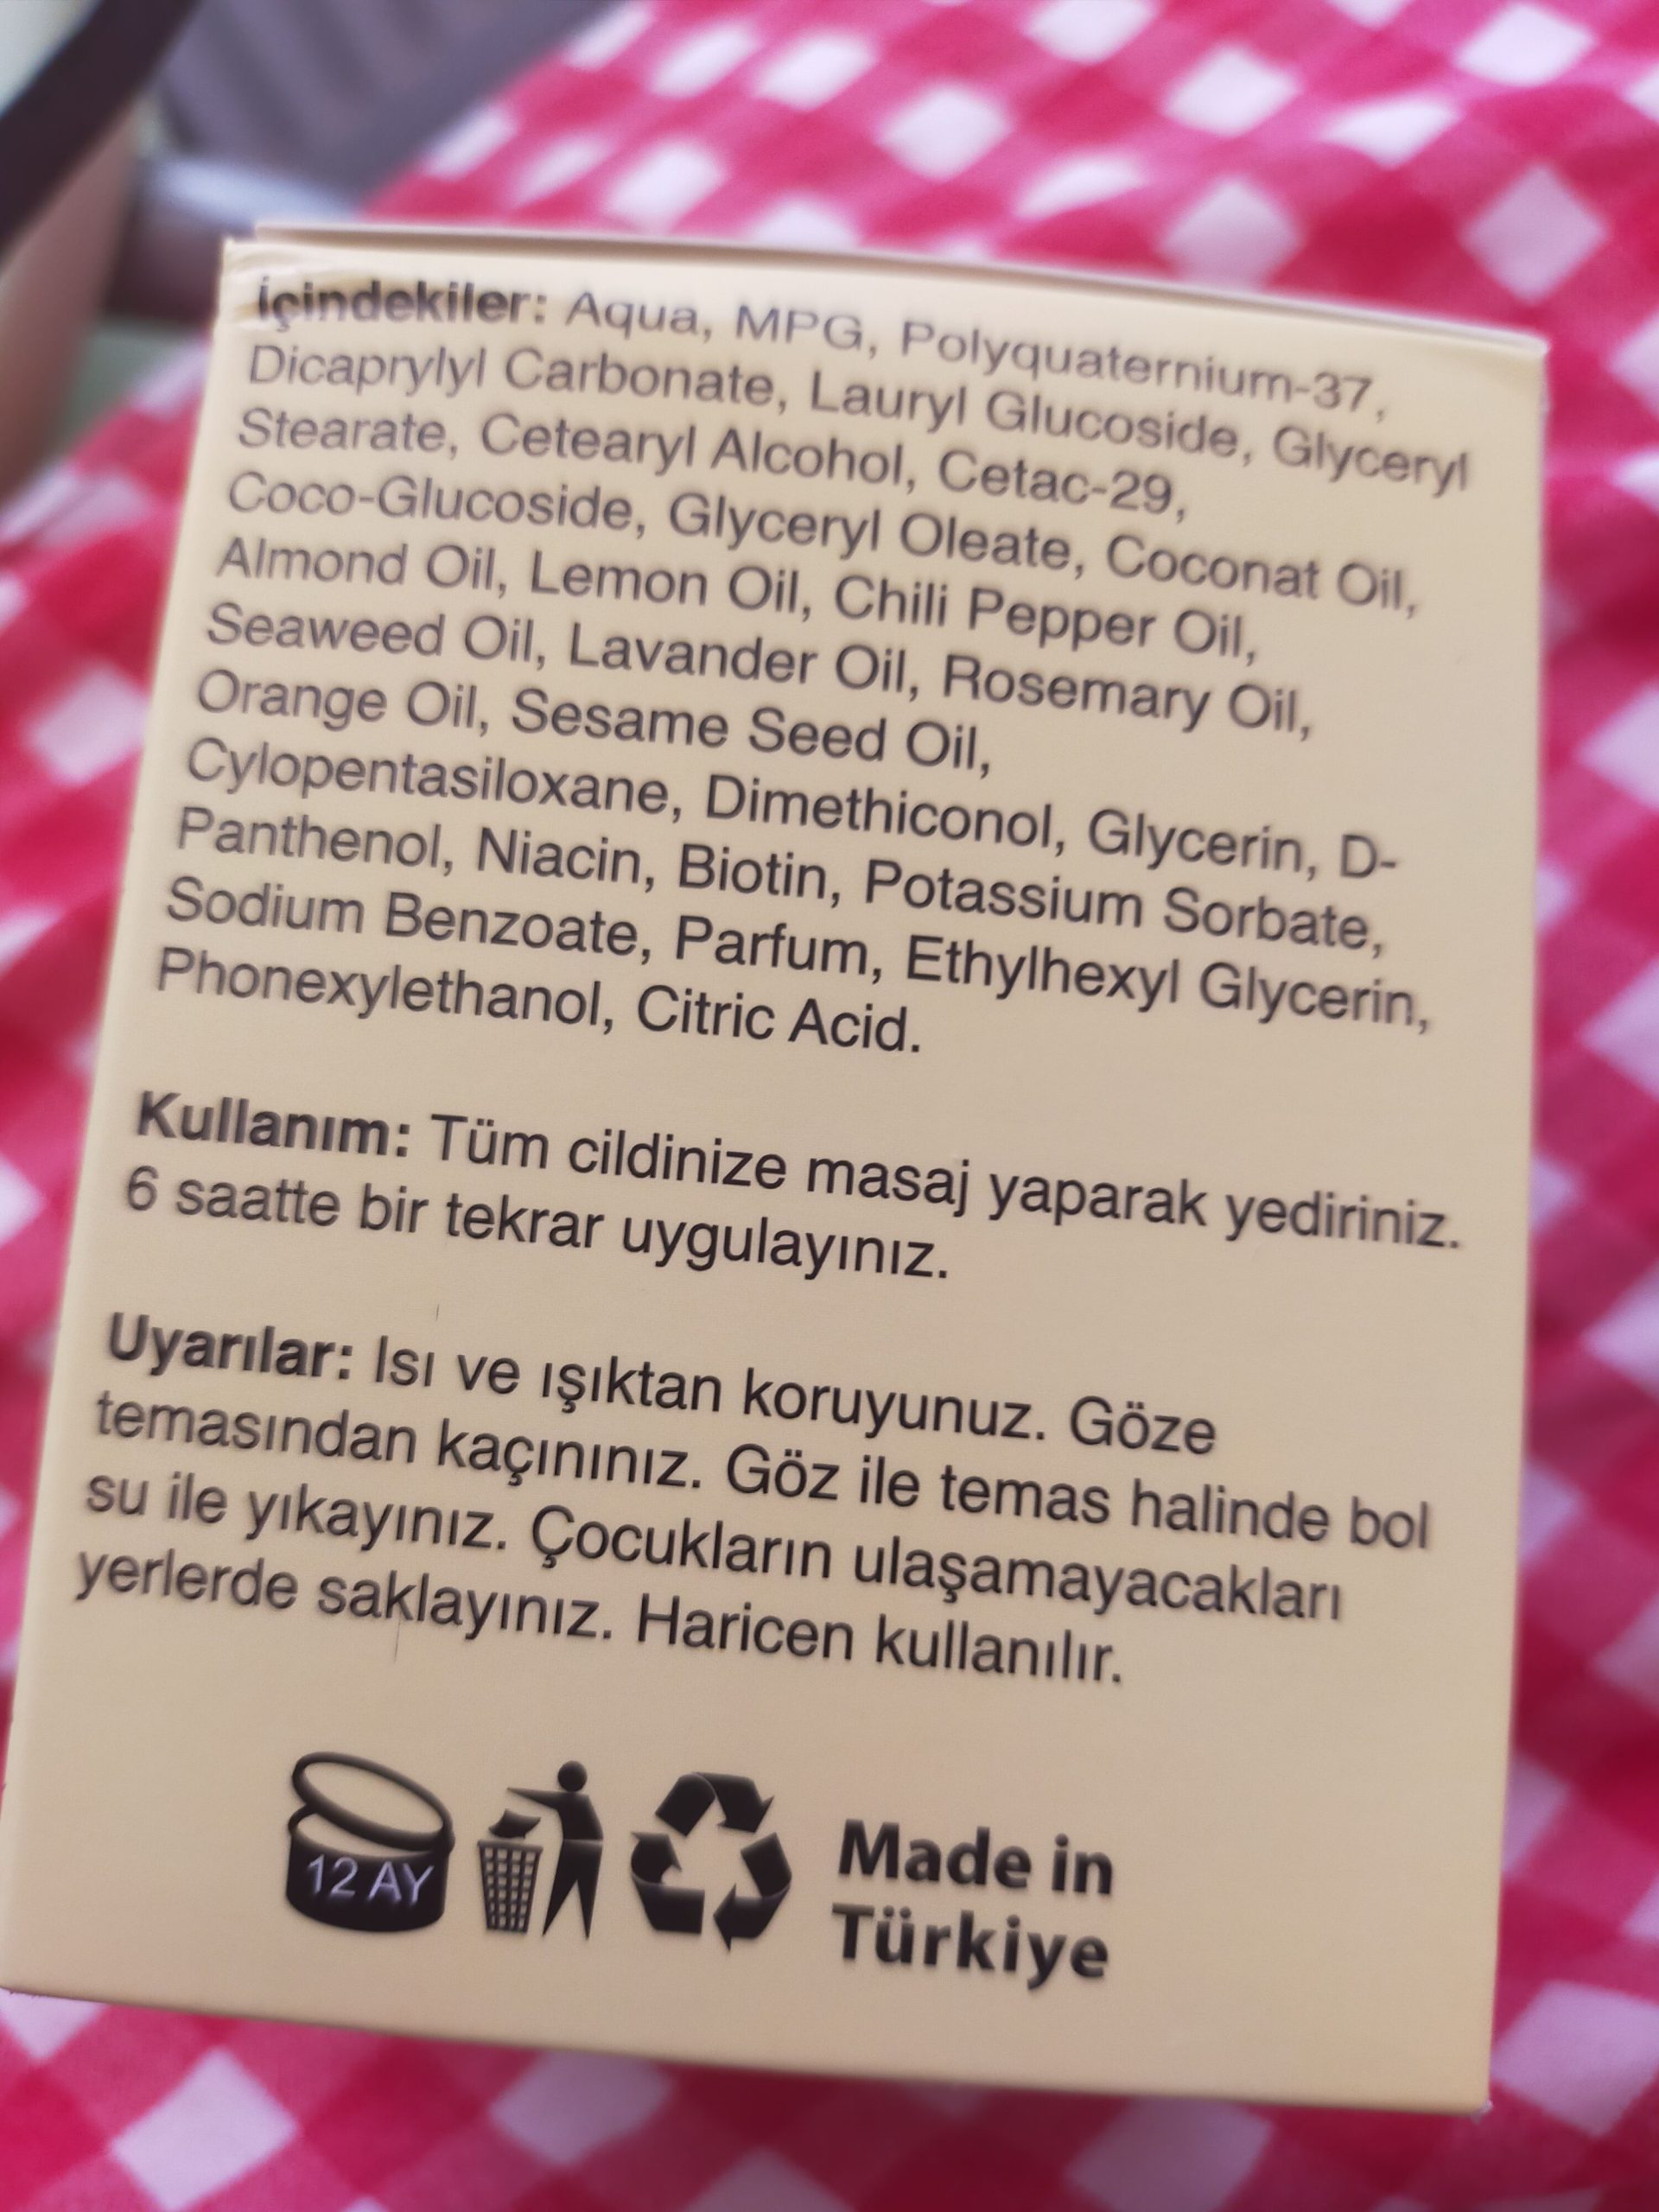 İçindekiler: Aqua, MPG, Polyquaternium-37,
Dicaprylyl Carbonate, Lauryl Glucoside, Glyceryl
Stearate, Cetearyl Alcohol, Cetac-29,
Coco-Glucoside, Glyceryl Oleate, Coconat Oil,
Almond Oil, Lemon Oil, Chili Pepper Oil,
Seaweed Oil, Lavander Oil, Rosemary Oil,
Orange Oil, Sesame Seed Oil,
Cylopentasiloxane, Dimethiconol, Glycerin, D-
Panthenol, Niacin, Biotin, Potassium Sorbate,
Sodium Benzoate, Parfum, Ethylhexyl Glycerin,
Phonexylethanol, Citric Acid.
Kullanım: Tüm cildinize masaj yaparak yediriniz.
6 saatte bir tekrar uygulayınız.
Uyarılar: Isı ve ışıktan koruyunuz. Göze
temasından kaçınınız. Göz ile temas halinde bol
su ile yıkayınız. Çocukların ulaşamayacakları
yerlerde saklayınız. Haricen kullanılır.
12 AY
Made in
Türkiye